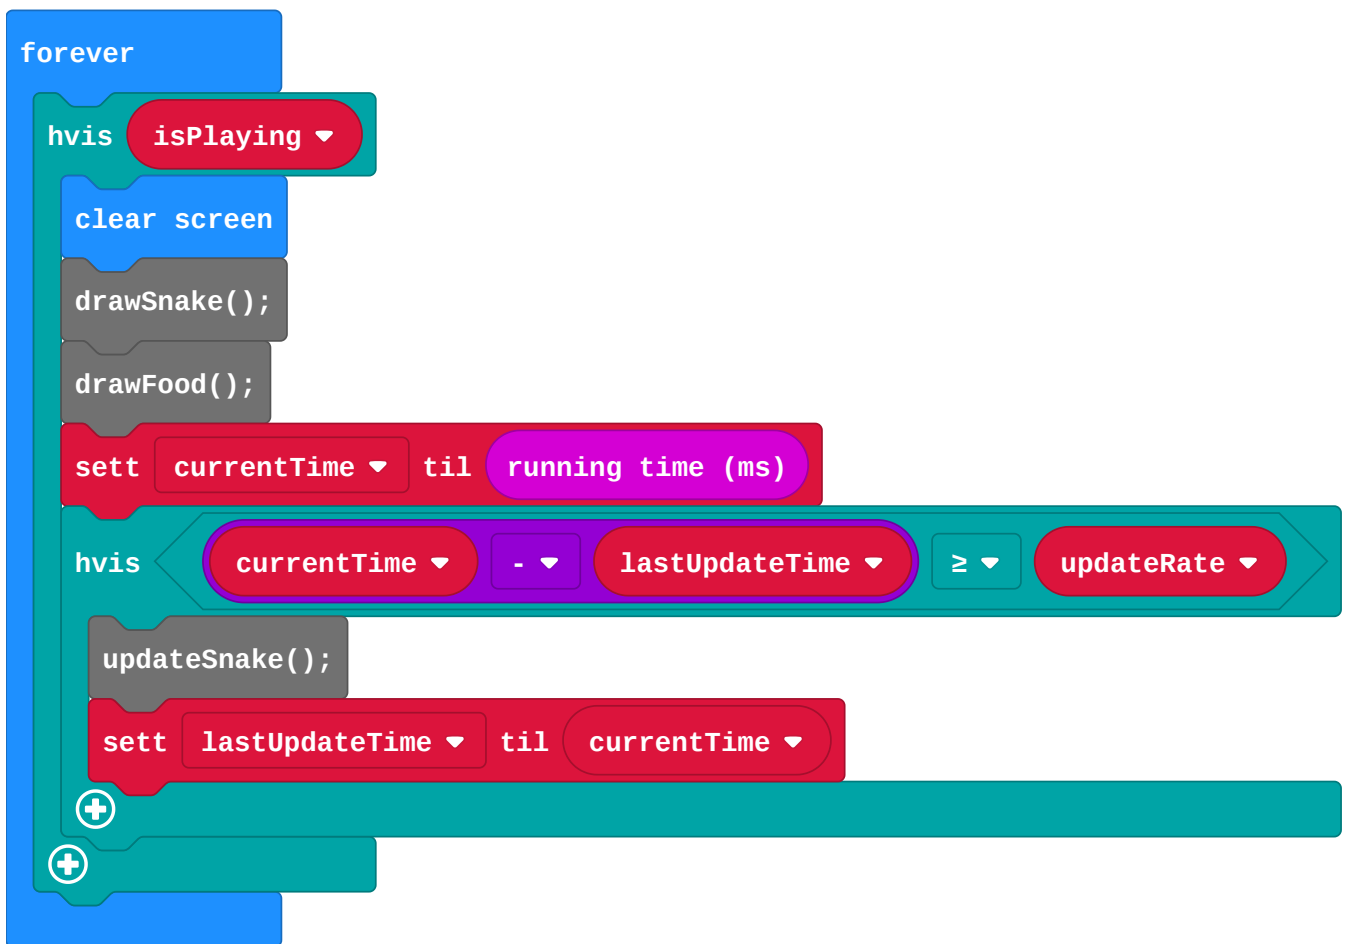 forever
hvis isPlaying
clear screen
drawSnake();
drawFood();
sett currentTime til running time (ms)
hvis currentTime - lastUpdateTime ≥ updateRate
updateSnake();
sett lastUpdateTime til currentTime